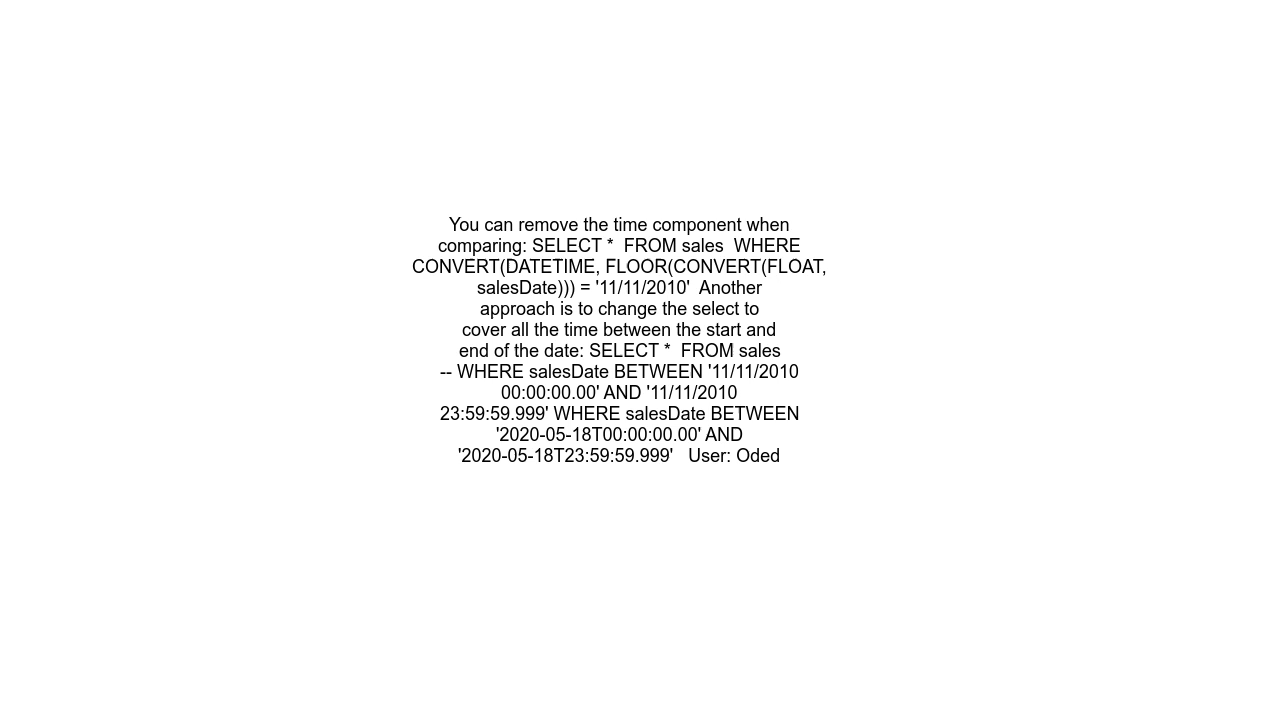 You can remove the time component when
comparing: SELECT *  FROM sales  WHERE
CONVERT(DATETIME, FLOOR(CONVERT(FLOAT,
salesDate))) = '11/11/2010'  Another
approach is to change the select to
cover all the time between the start and
end of the date: SELECT *  FROM sales
-- WHERE salesDate BETWEEN '11/11/2010
00:00:00.00' AND '11/11/2010
23:59:59.999' WHERE salesDate BETWEEN
'2020-05-18T00:00:00.00' AND
'2020-05-18T23:59:59.999'   User: Oded